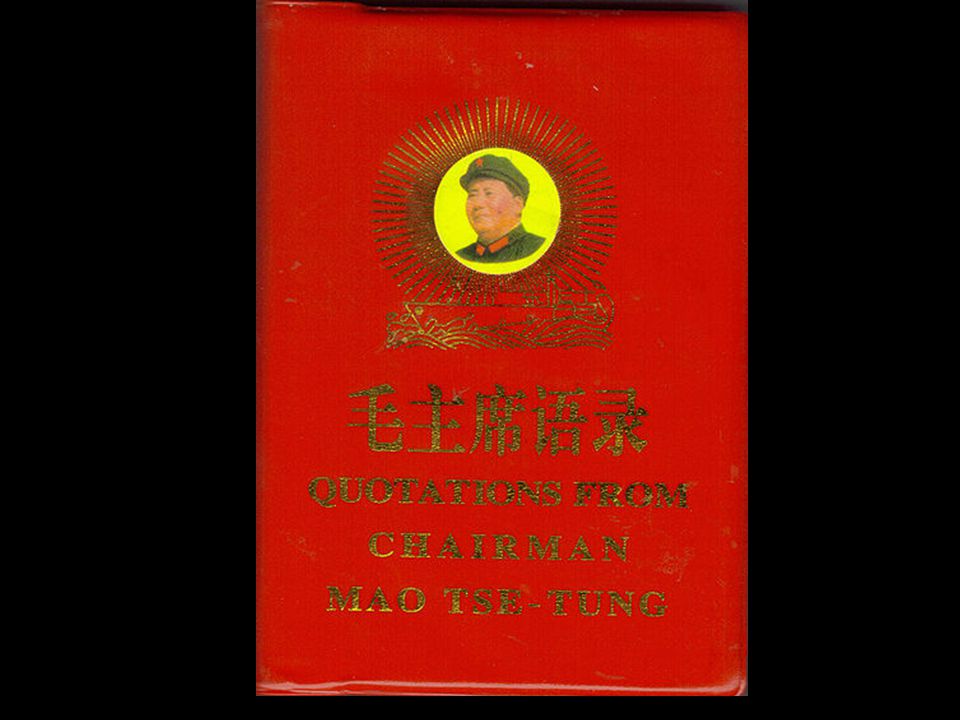 毛主席语录
QUOTATIONS FROM
CHAIRMAN
MAO TSE-TUNG